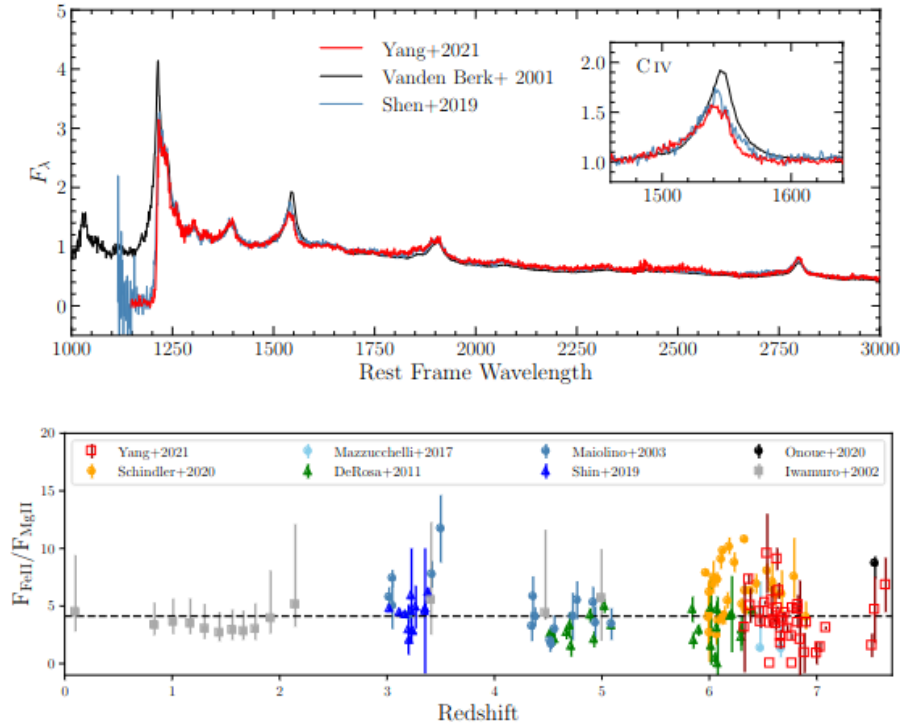 5
4
3
2
1
0
F_λ
Yang+2021
Vanden Berk+ 2001
Shen+2019
C IV
2.0
1.5
1.0
1500 1600
1000 1250 1500 1750 2000 2250 2500 2750 3000
Rest Frame Wavelength
20
15
10
5
0
F_FeII/F_MgII
Yang+2021 Mazzucchelli+2017 Maiolino+2003 Onoue+2020
Schindler+2020 DeRosa+2011 Shin+2019 Iwamuro+2002
0 1 2 3 4 5 6 7
Redshift